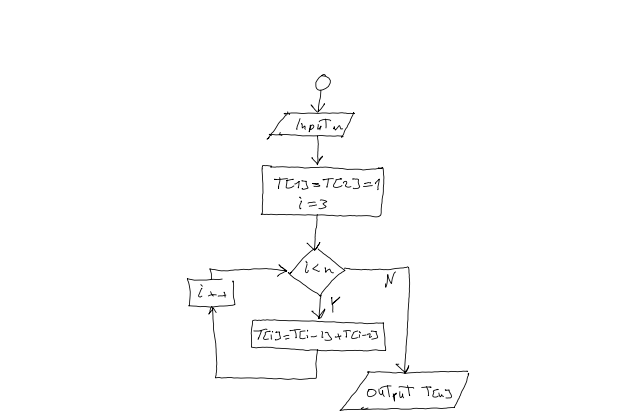 Input n
T[1]=T[2]=1
i=3
i<n
N
Y
i++
T[i]=T[i-1]+T[i-2]
OUTPUT T[n]